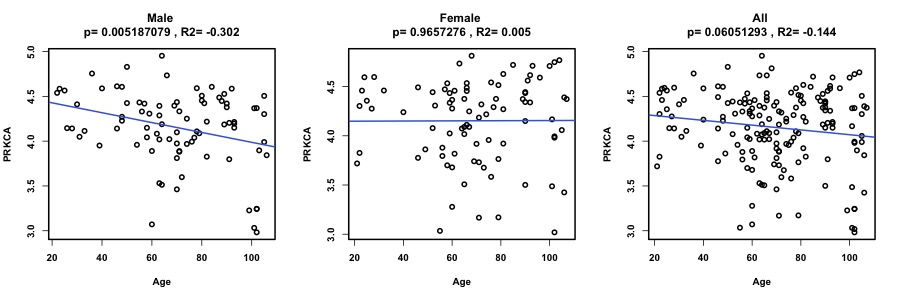 Male
p= 0.005187079 , R2= -0.302
PRKCA
5.0
4.5
4.0
3.5
3.0
20 40 60 80 100
Age
Female
p= 0.9657276 , R2= 0.005
PRKCA
4.5
4.0
3.5
3.0
20 40 60 80 100
Age
All
p= 0.06051293 , R2= -0.144
PRKCA
5.0
4.5
4.0
3.5
3.0
20 40 60 80 100
Age